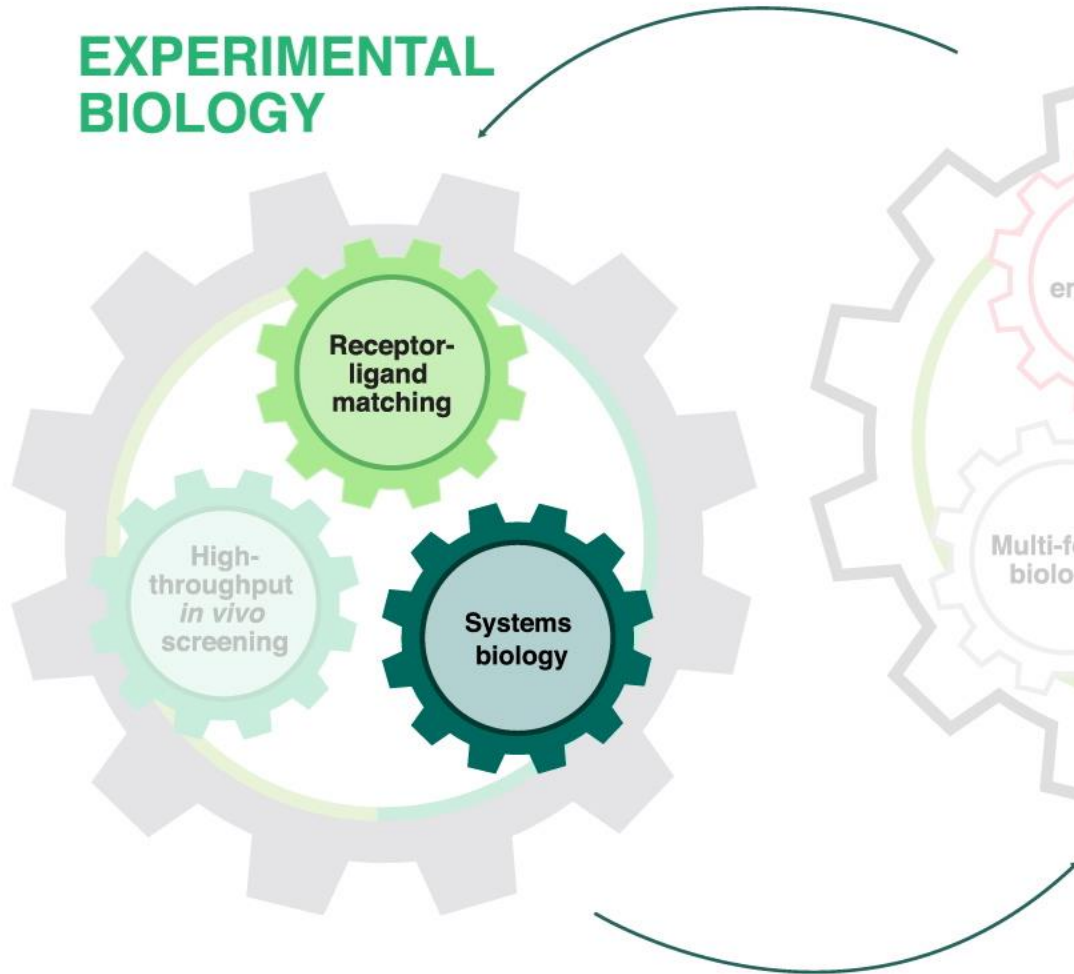 EXPERIMENTAL
BIOLOGY
Receptor-
ligand
matching
High-
throughput
in vivo
screening
Systems
biology